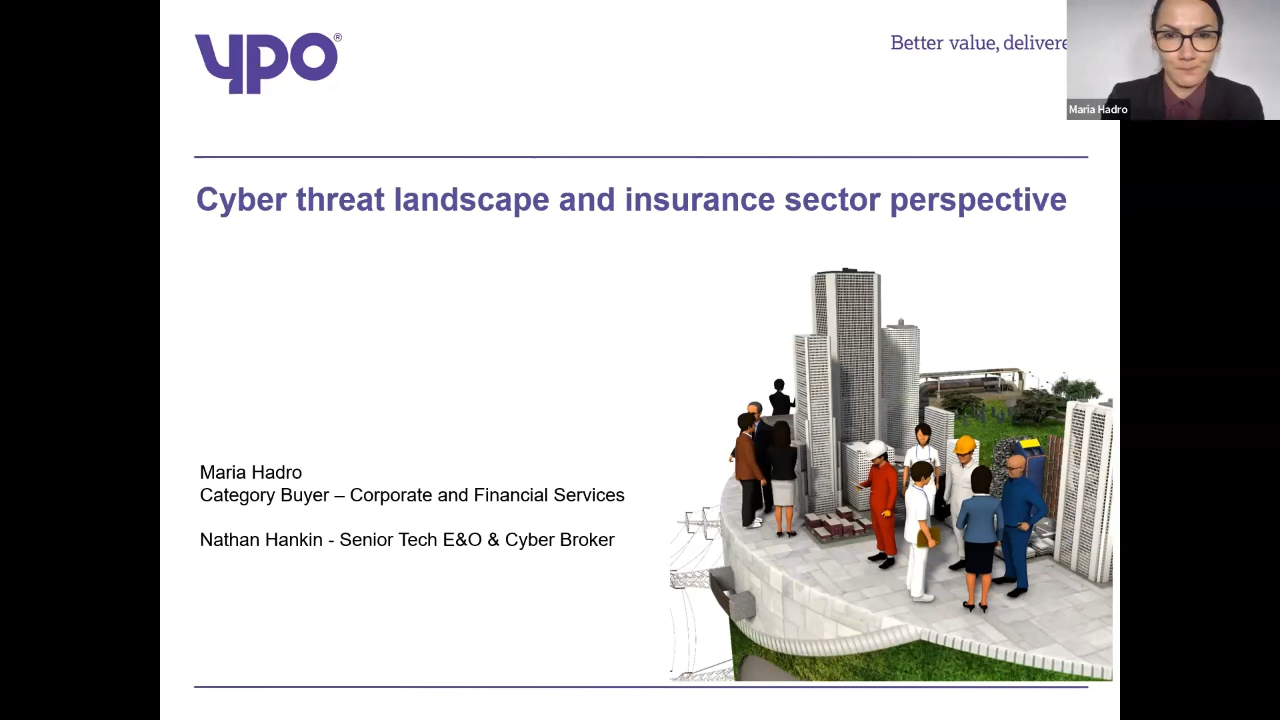 ypo®
Better value, delivere
Maria Hadro
Cyber threat landscape and insurance sector perspective
Maria Hadro
Category Buyer – Corporate and Financial Services
Nathan Hankin - Senior Tech E&O & Cyber Broker